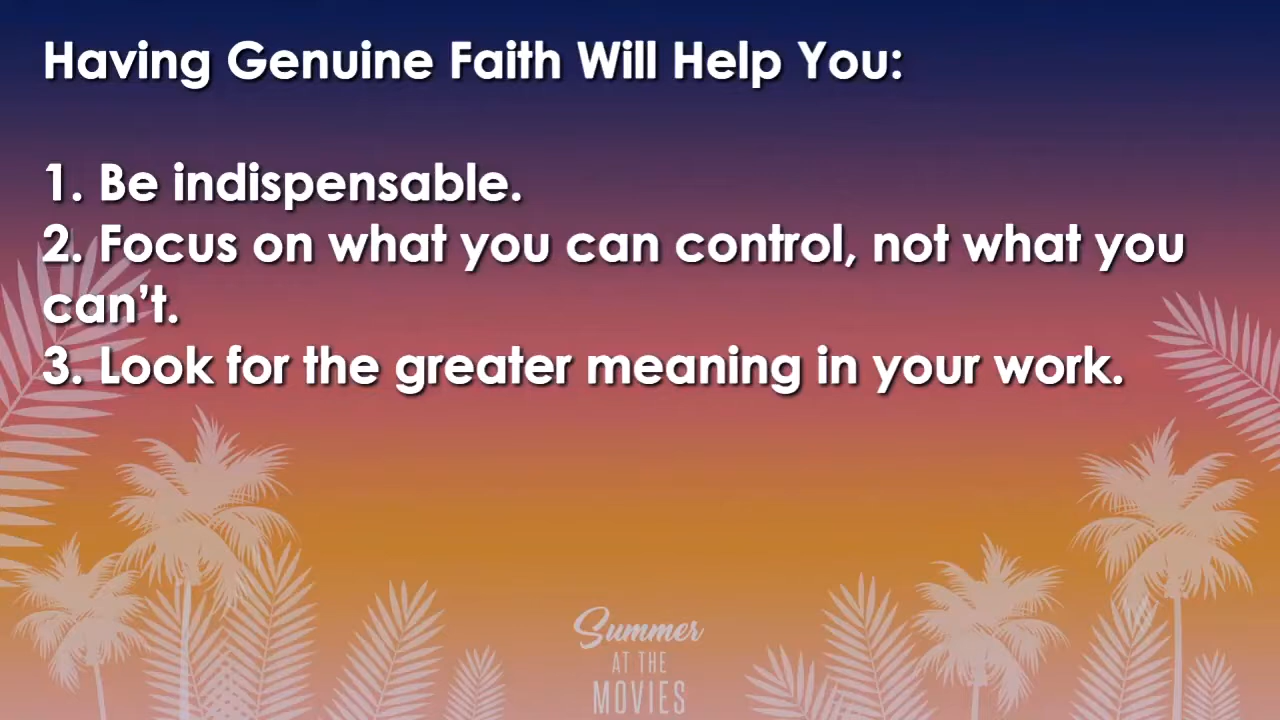 Having Genuine Faith Will Help You:
1. Be indispensable.
2. Focus on what you can control, not what you
can’t.
3. Look for the greater meaning in your work.
Summer
AT THE
MOVIES